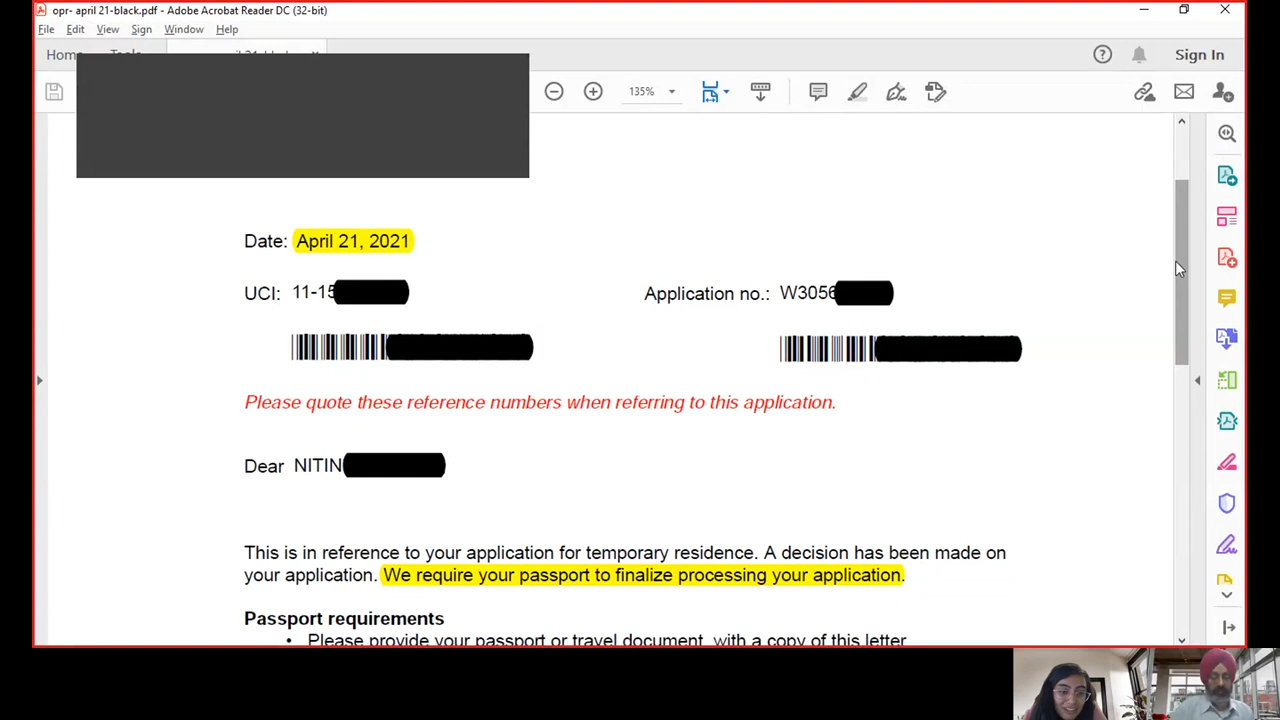 opr- april 21-black.pdf - Adobe Acrobat Reader DC (32-bit)
File Edit View Sign Window Help
Home Tools Sign In
135%
Date: April 21, 2021
UCI: 11-15 Application no.: W3056
Please quote these reference numbers when referring to this application.
Dear NITIN
This is in reference to your application for temporary residence. A decision has been made on
your application. We require your passport to finalize processing your application.
Passport requirements
• Please provide your passport or travel document, with a copy of this letter